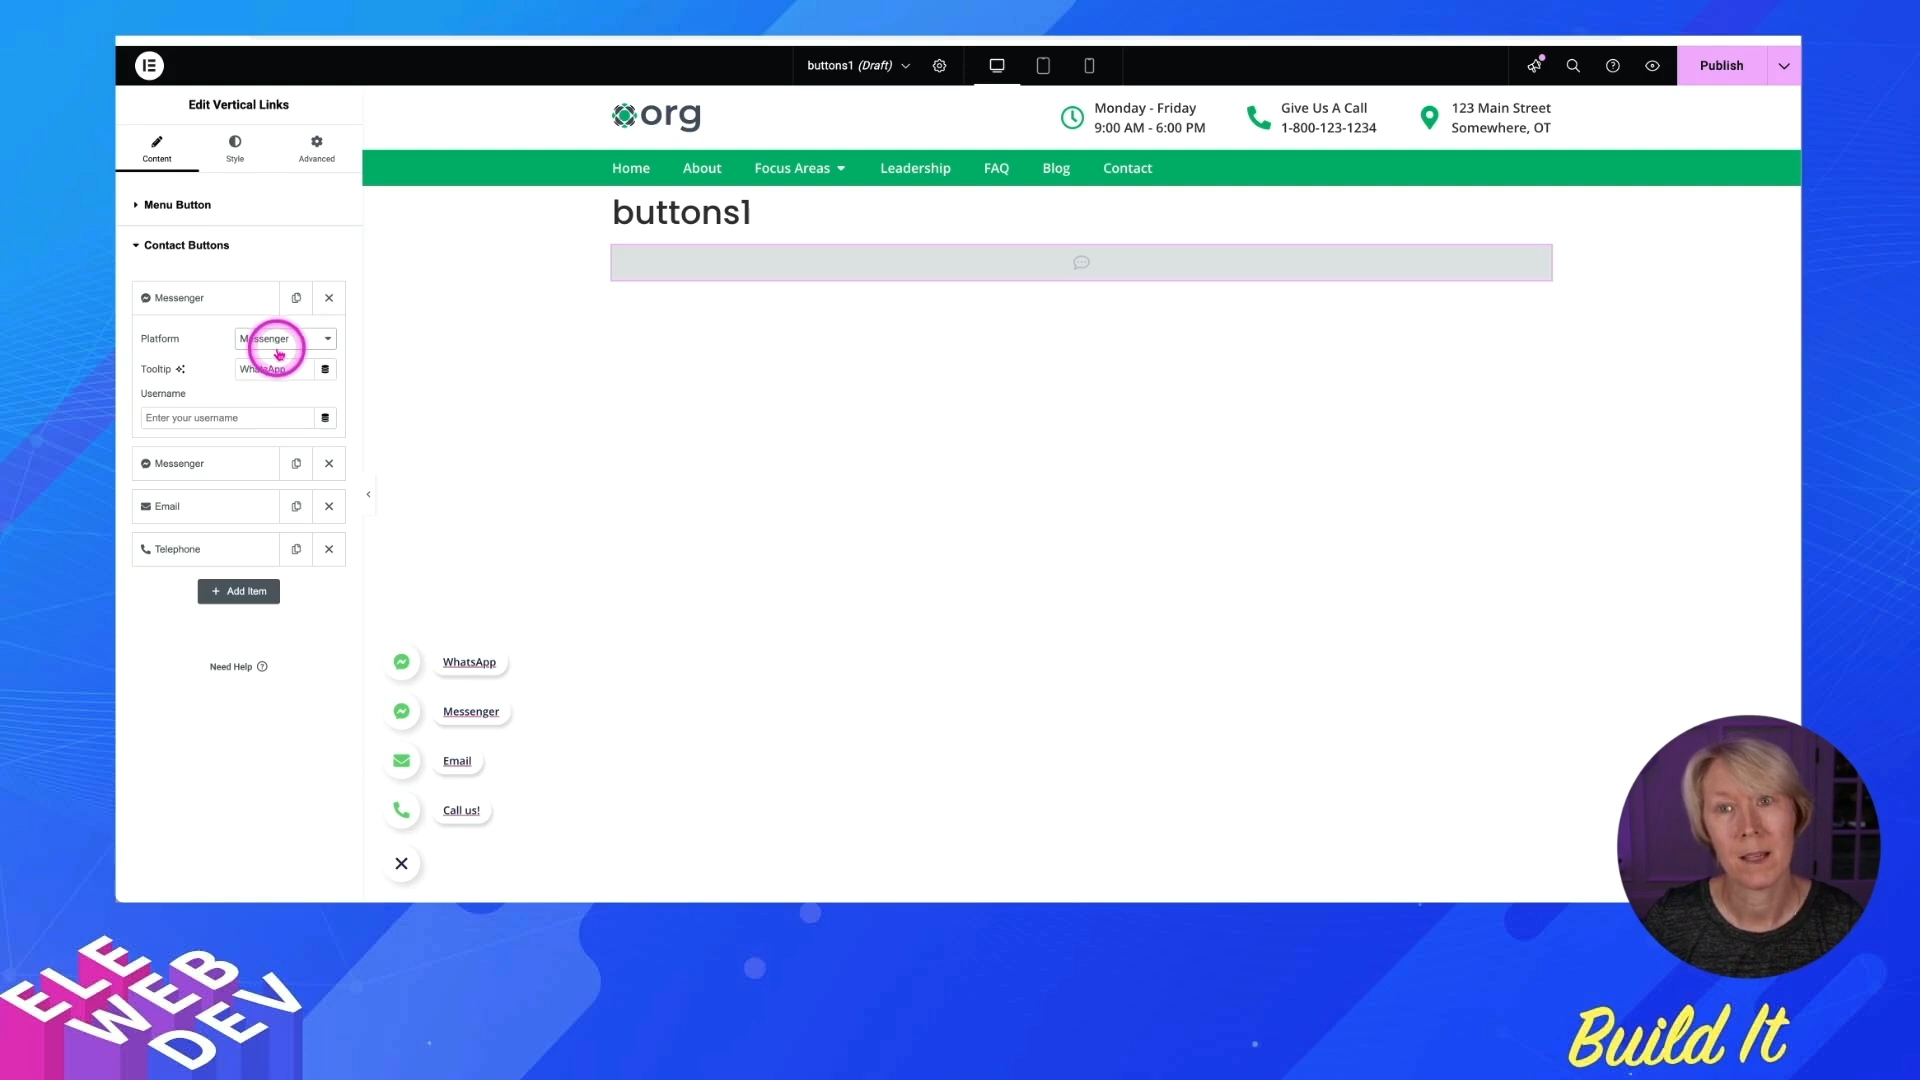 buttons1 (Draft)
Publish
Edit Vertical Links
Content
Style
Advanced
Menu Button
Contact Buttons
Messenger
Platform
Messenger
Tooltip
WhatsApp
Username
Enter your username
Messenger
Email
Telephone
+ Add Item
Need Help
org
Monday - Friday
9:00 AM - 6:00 PM
Give Us A Call
1-800-123-1234
123 Main Street
Somewhere, OT
Home
About
Focus Areas
Leadership
FAQ
Blog
Contact
buttons1
WhatsApp
Messenger
Email
Call us!
ELE
WEB
DEV
Build It